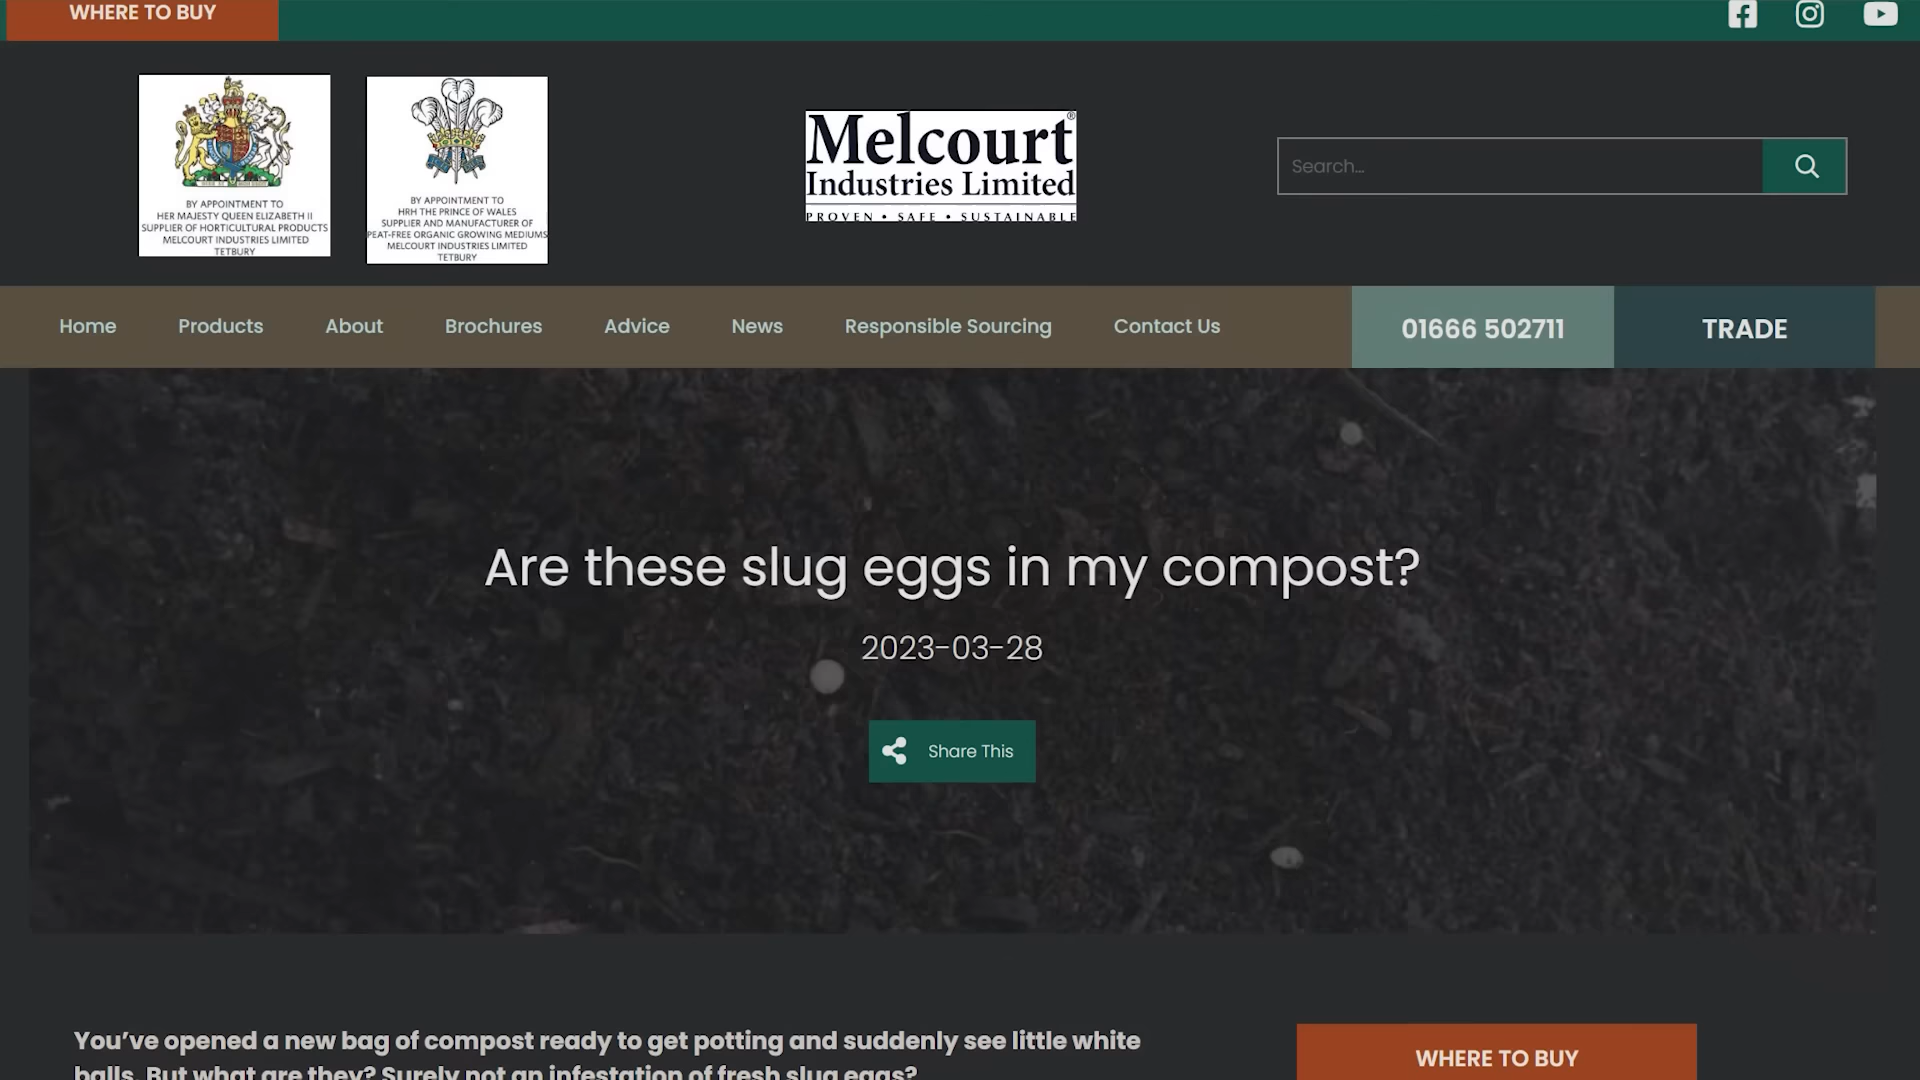 WHERE TO BUY
BY APPOINTMENT TO
HER MAJESTY QUEEN ELIZABETH II
SUPPLIER OF HORTICULTURAL PRODUCTS
MELCOURT INDUSTRIES LIMITED
TETBURY
BY APPOINTMENT TO
HRH THE PRINCE OF WALES
SUPPLIER AND MANUFACTURER OF
PEAT-FREE ORGANIC GROWING MEDIUMS
MELCOURT INDUSTRIES LIMITED
TETBURY
Melcourt®
Industries Limited
PROVEN • SAFE • SUSTAINABLE
Search...
Home Products About Brochures Advice News Responsible Sourcing Contact Us 01666 502711 TRADE
Are these slug eggs in my compost?
2023-03-28
Share This
You’ve opened a new bag of compost ready to get potting and suddenly see little white
balls. But what are they? Surely not an infestation of fresh slug eggs?
WHERE TO BUY